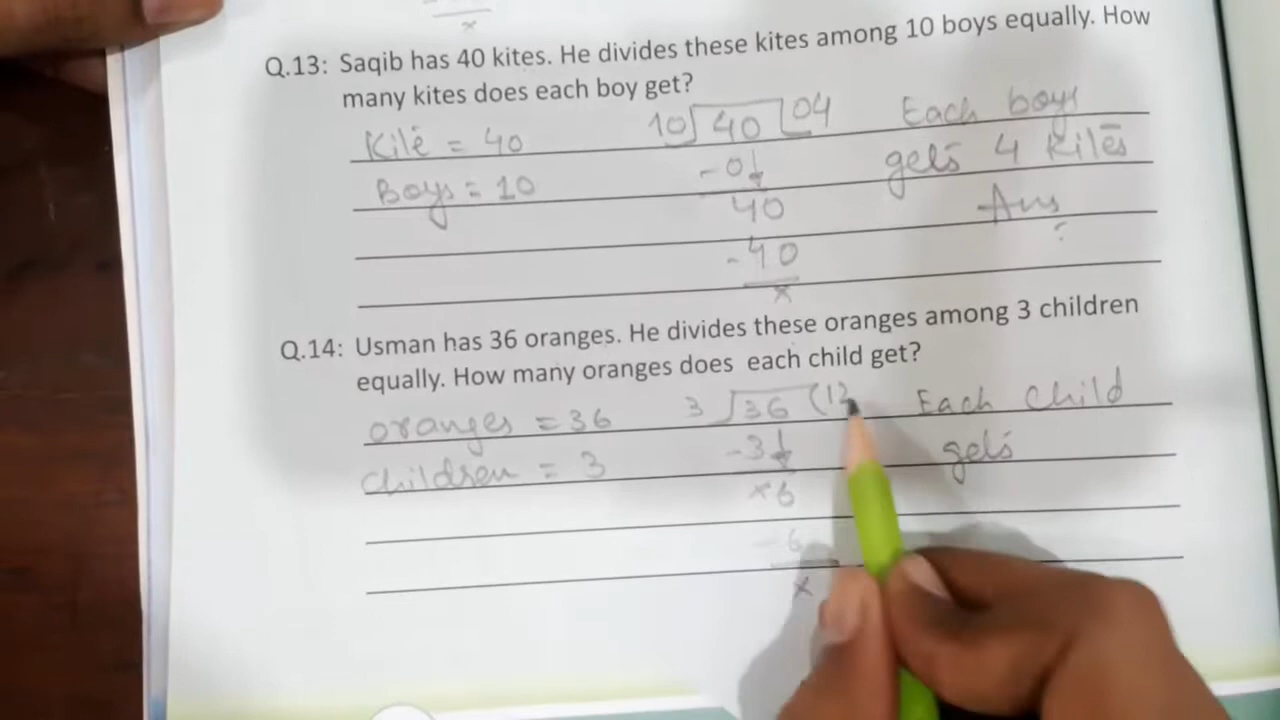 x
Q.13: Saqib has 40 kites. He divides these kites among 10 boys equally. How
many kites does each boy get?
Kite = 40
Boys = 10
10 40 04
-0↓
40
-40
x
Each boys
gets 4 kites
Ans
Q.14: Usman has 36 oranges. He divides these oranges among 3 children
equally. How many oranges does each child get?
oranges = 36
Children = 3
3 36 (12
-3↓
x6
-6
x
Each Child
gets